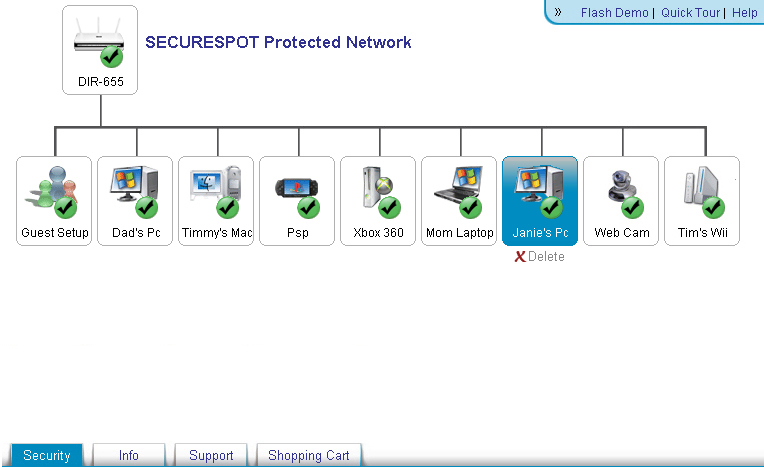 » Flash Demo | Quick Tour | Help
SECURESPOT Protected Network
DIR-655
Guest Setup Dad's Pc Timmy's Mac Psp Xbox 360 Mom Laptop Janie's Pc Web Cam Tim's Wii
X Delete
Security Info Support Shopping Cart